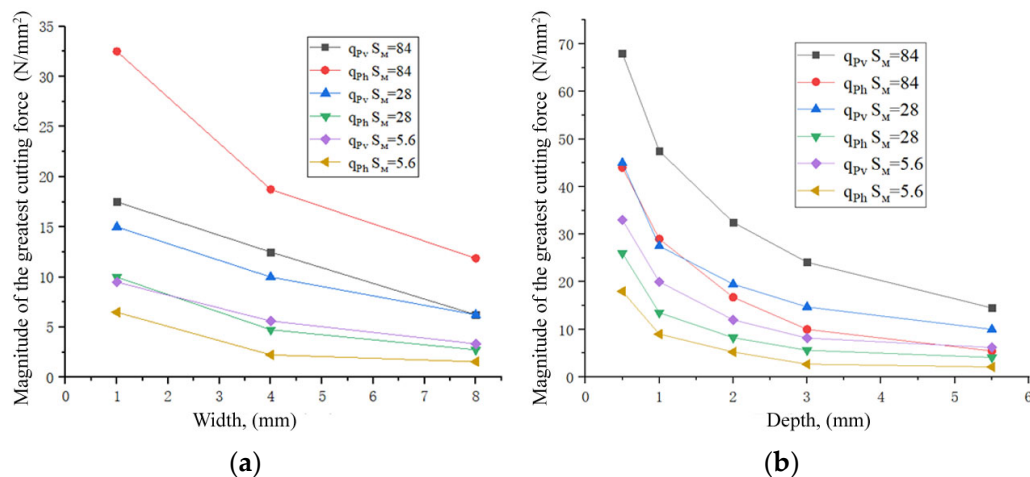 Magnitude of the greatest cutting force (N/mm²)
35
30
25
20
15
10
5
0
0 1 2 3 4 5 6 7 8
Width, (mm)
qPv SM=84
qPh SM=84
qPv SM=28
qPh SM=28
qPv SM=5.6
qPh SM=5.6
(a)
Magnitude of the greatest cutting force (N/mm²)
70
60
50
40
30
20
10
0
0 1 2 3 4 5 6
Depth, (mm)
qPv SM=84
qPh SM=84
qPv SM=28
qPh SM=28
qPv SM=5.6
qPh SM=5.6
(b)